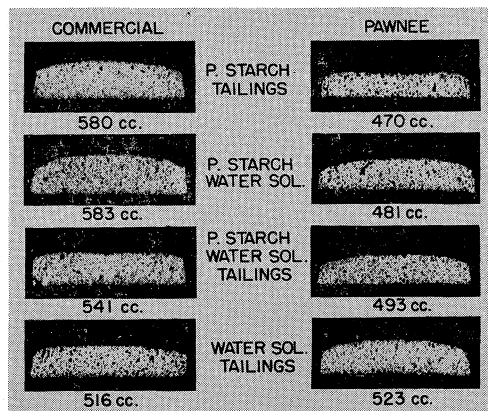 COMMERCIAL PAWNEE
P. STARCH
TAILINGS
580 cc. 470 cc.
P. STARCH
WATER SOL.
583 cc. 481 cc.
P. STARCH
WATER SOL.
TAILINGS
541 cc. 493 cc.
WATER SOL.
TAILINGS
516 cc. 523 cc.